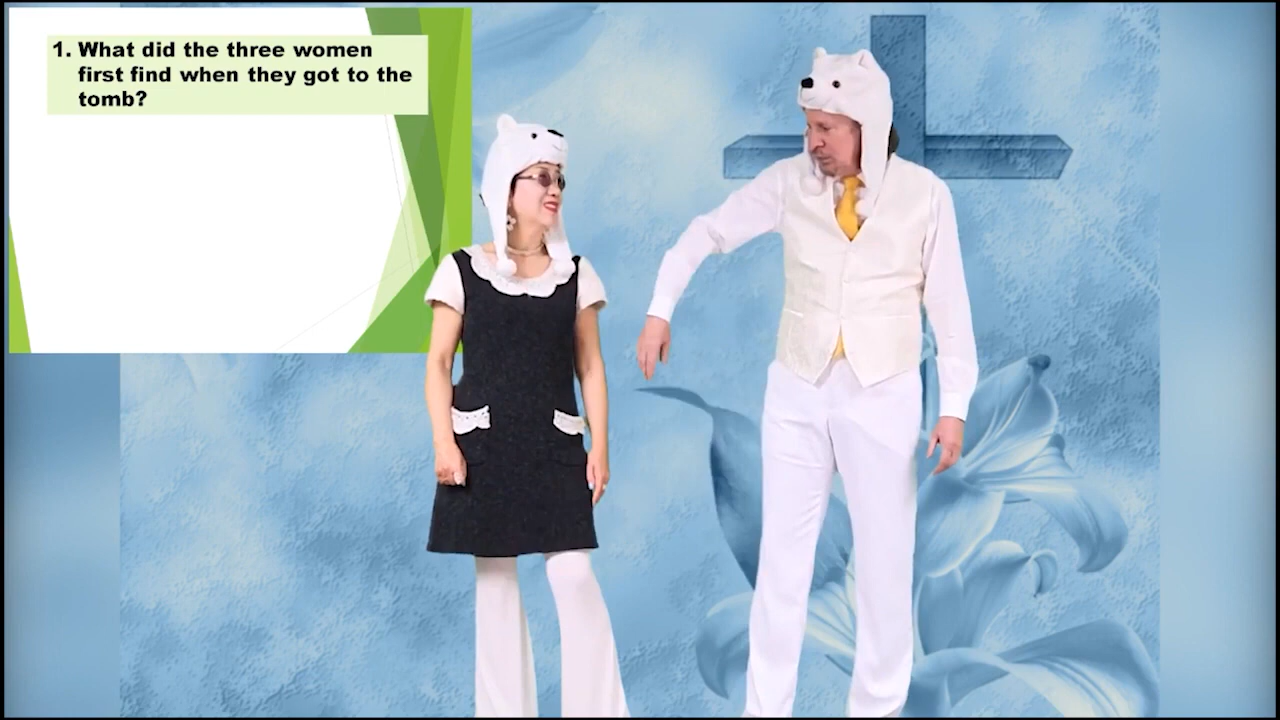 1. What did the three women
first find when they got to the
tomb?